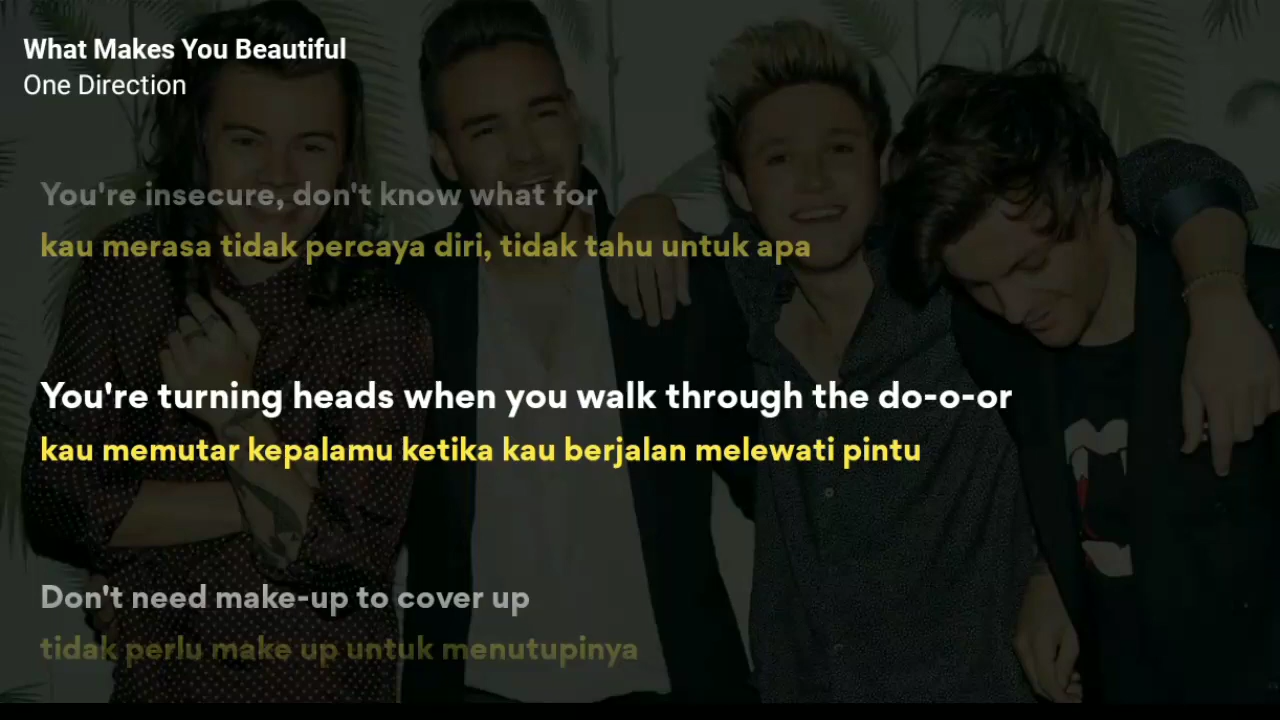 What Makes You Beautiful
One Direction
You're insecure, don't know what for
kau merasa tidak percaya diri, tidak tahu untuk apa
You're turning heads when you walk through the do-o-or
kau memutar kepalamu ketika kau berjalan melewati pintu
Don't need make-up to cover up
tidak perlu make up untuk menutupinya